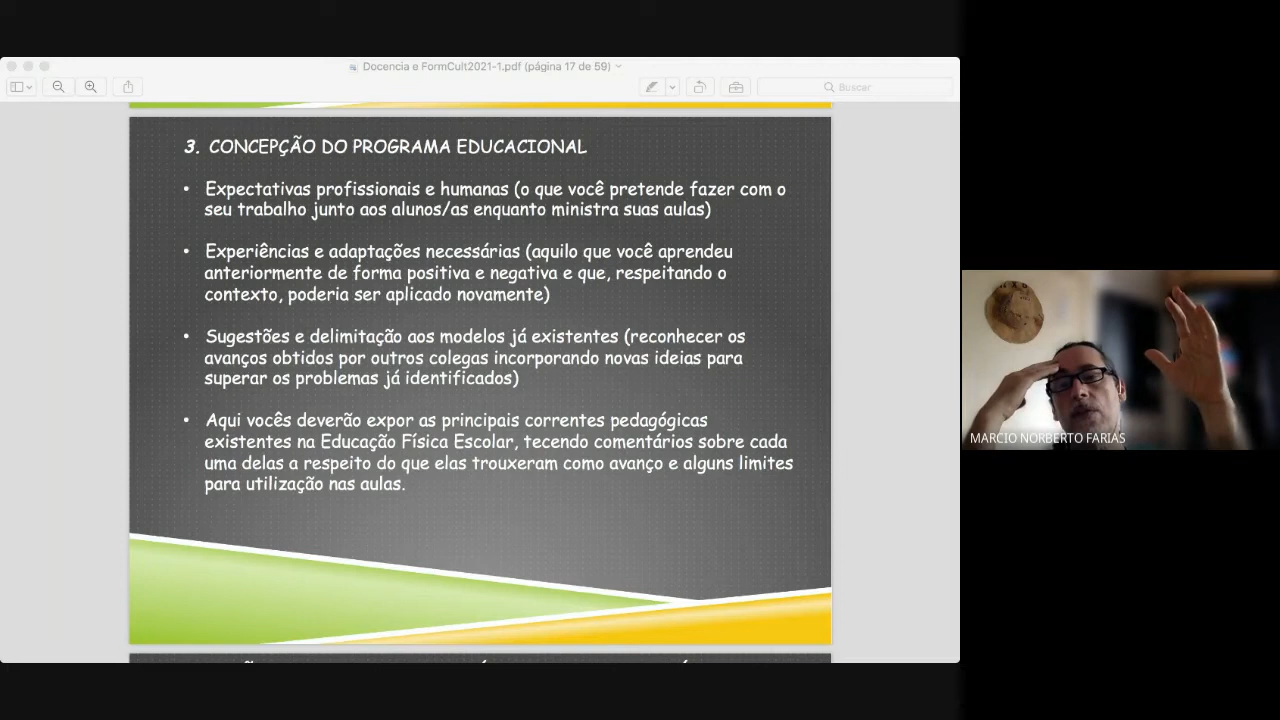 Docencia e FormCult2021-1.pdf (página 17 de 59)
Buscar
3. CONCEPÇÃO DO PROGRAMA EDUCACIONAL
• Expectativas profissionais e humanas (o que você pretende fazer com o
seu trabalho junto aos alunos/as enquanto ministra suas aulas)
• Experiências e adaptações necessárias (aquilo que você aprendeu
anteriormente de forma positiva e negativa e que, respeitando o
contexto, poderia ser aplicado novamente)
• Sugestões e delimitação aos modelos já existentes (reconhecer os
avanços obtidos por outros colegas incorporando novas ideias para
superar os problemas já identificados)
• Aqui vocês deverão expor as principais correntes pedagógicas
existentes na Educação Física Escolar, tecendo comentários sobre cada
uma delas a respeito do que elas trouxeram como avanço e alguns limites
para utilização nas aulas.
MARCIO NORBERTO FARIAS